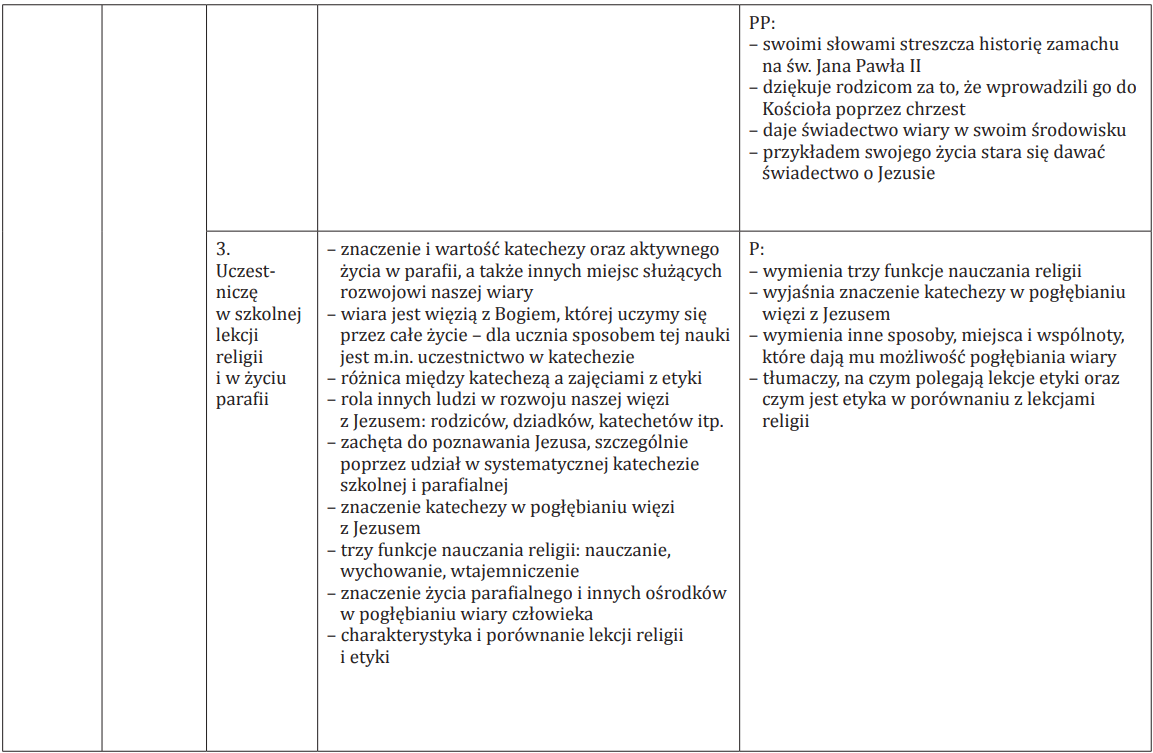 PP:
– swoimi słowami streszcza historię zamachu
na św. Jana Pawła II
– dziękuje rodzicom za to, że wprowadzili go do
Kościoła poprzez chrzest
– daje świadectwo wiary w swoim środowisku
– przykładem swojego życia stara się dawać
świadectwo o Jezusie
3.
Uczest-
niczę
w szkolnej
lekcji
religii
i w życiu
parafii
– znaczenie i wartość katechezy oraz aktywnego
życia w parafii, a także innych miejsc służących
rozwojowi naszej wiary
– wiara jest więzią z Bogiem, której uczymy się
przez całe życie – dla ucznia sposobem tej nauki
jest m.in. uczestnictwo w katechezie
– różnica między katechezą a zajęciami z etyki
– rola innych ludzi w rozwoju naszej więzi
z Jezusem: rodziców, dziadków, katechetów itp.
– zachęta do poznawania Jezusa, szczególnie
poprzez udział w systematycznej katechezie
szkolnej i parafialnej
– znaczenie katechezy w pogłębianiu więzi
z Jezusem
– trzy funkcje nauczania religii: nauczanie,
wychowanie, wtajemniczenie
– znaczenie życia parafialnego i innych ośrodków
w pogłębianiu wiary człowieka
– charakterystyka i porównanie lekcji religii
i etyki
P:
– wymienia trzy funkcje nauczania religii
– wyjaśnia znaczenie katechezy w pogłębianiu
więzi z Jezusem
– wymienia inne sposoby, miejsca i wspólnoty,
które dają mu możliwość pogłębiania wiary
– tłumaczy, na czym polegają lekcje etyki oraz
czym jest etyka w porównaniu z lekcjami
religii